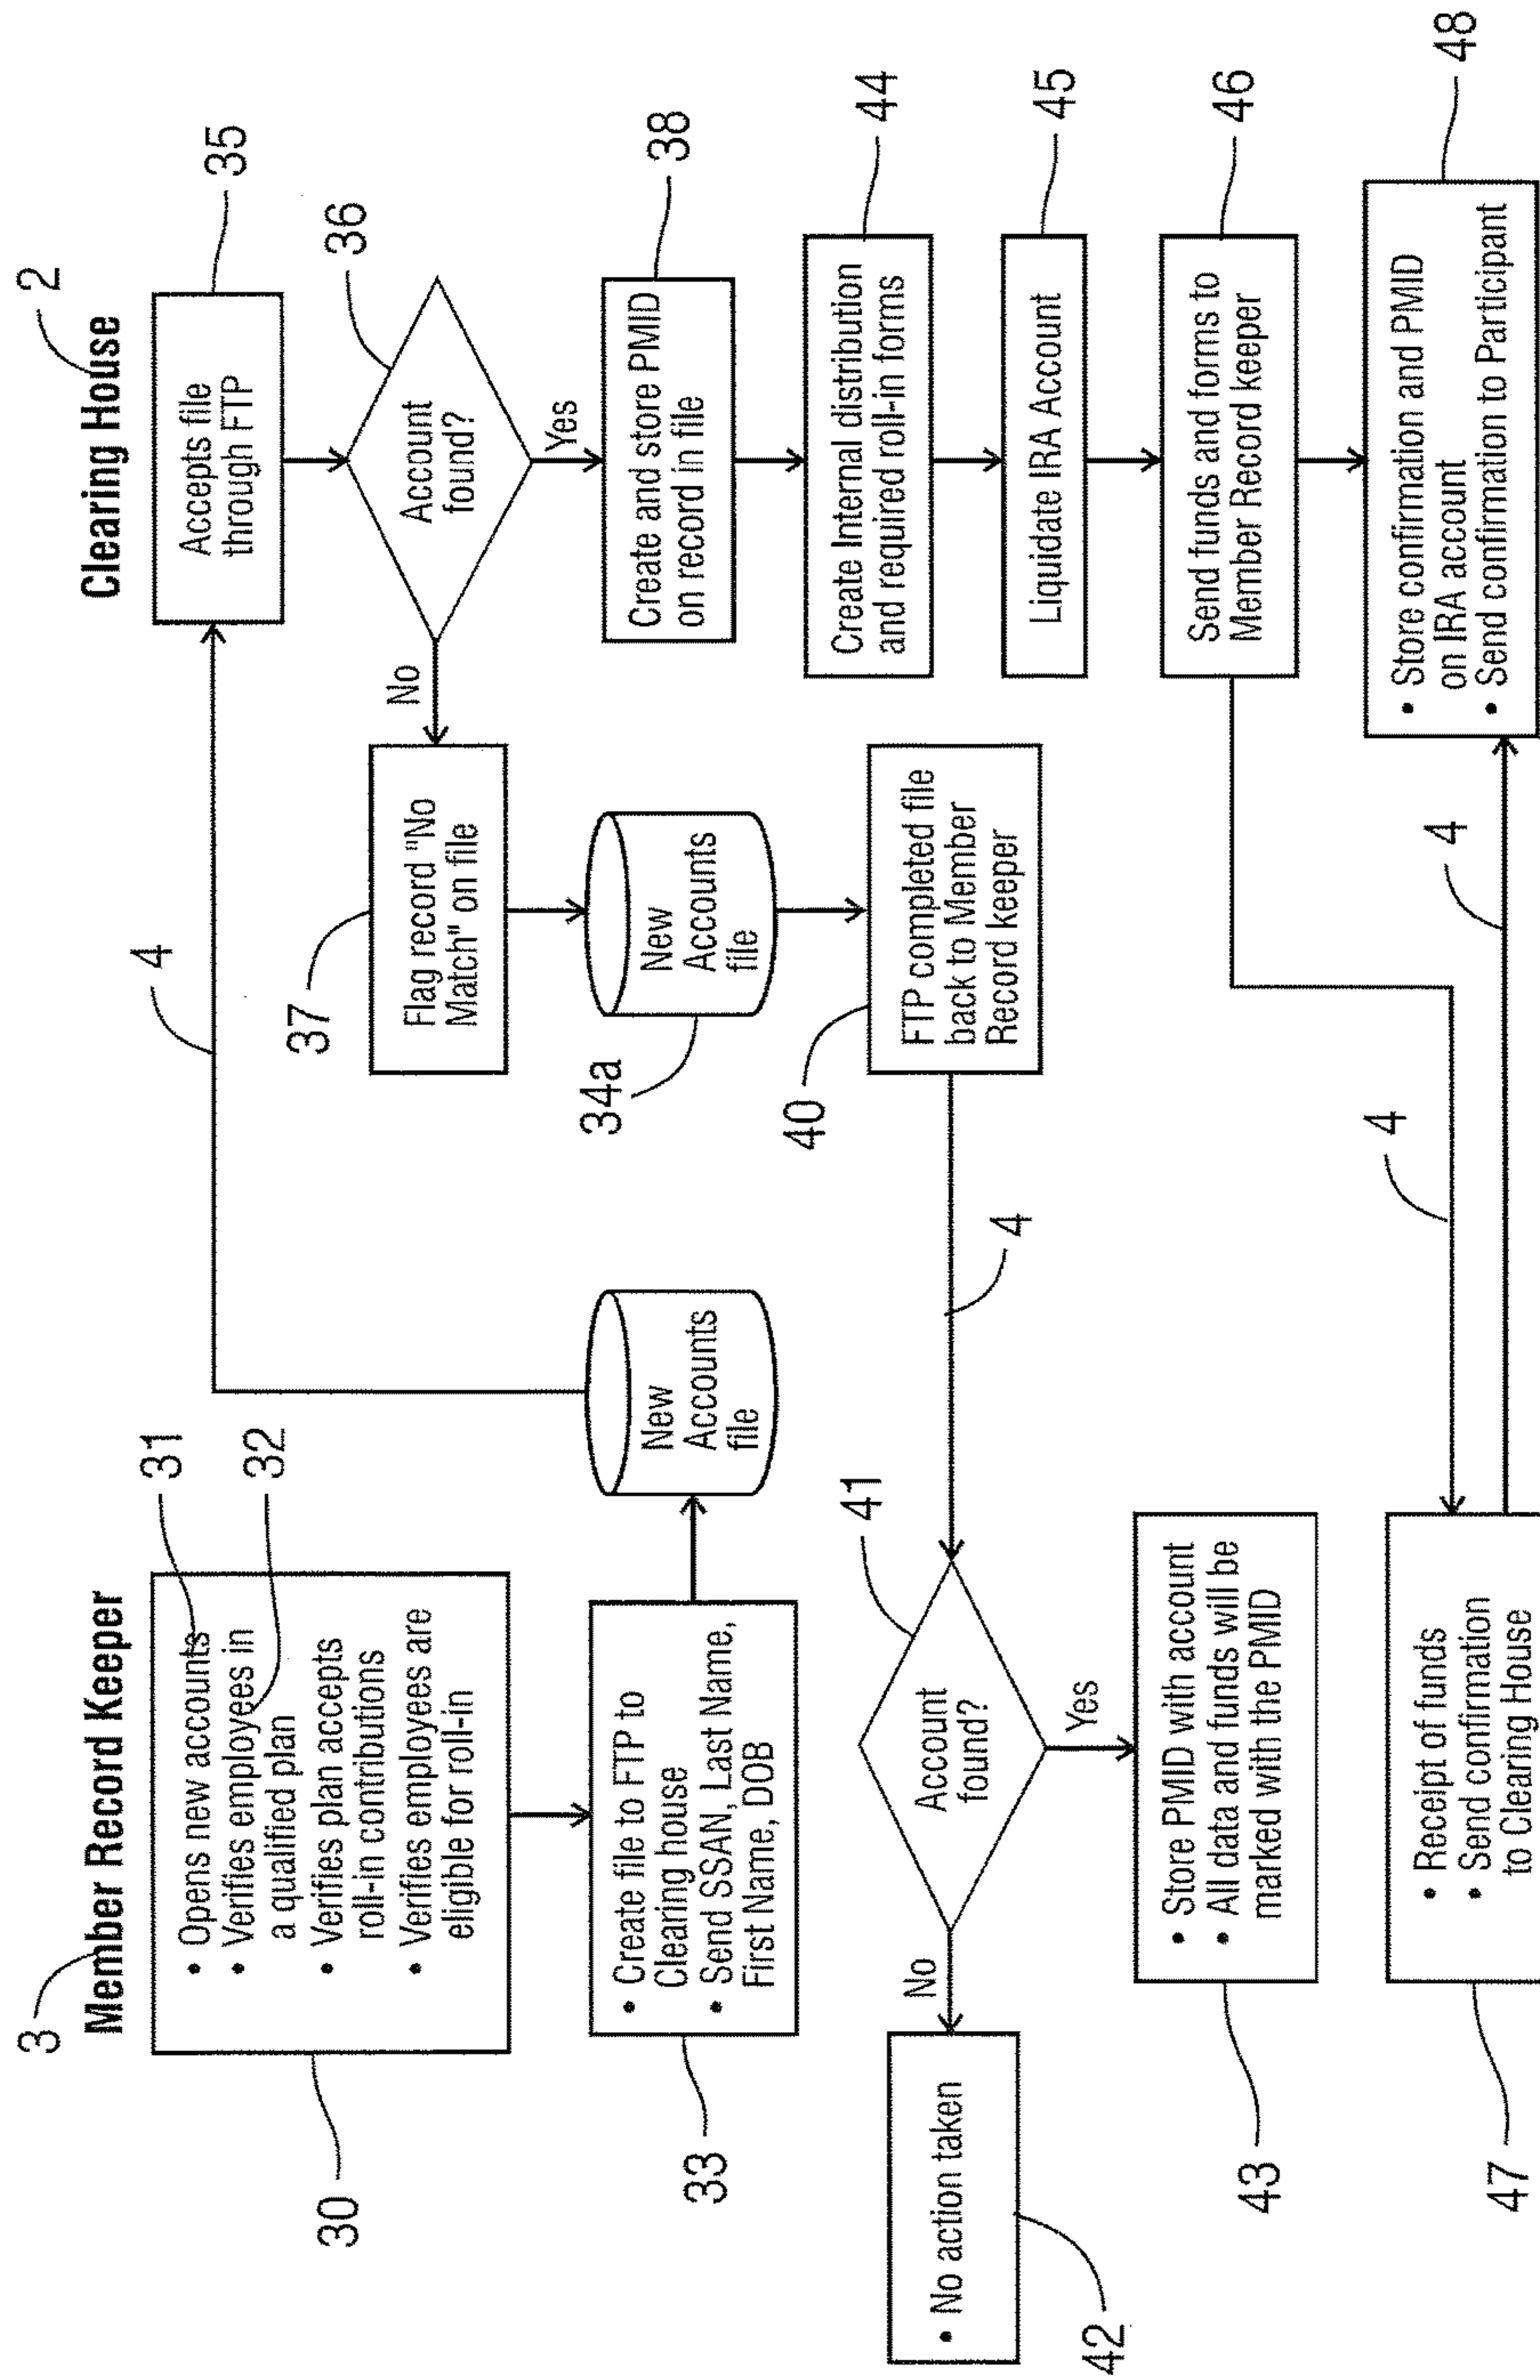 3
Member Record Keeper
• Opens new accounts
• Verifies employees in
a qualified plan
• Verifies plan accepts
roll-in contributions
• Verifies employees are
eligible for roll-in
30
31
32
• Create file to FTP to
Clearing house
• Send SSAN, Last Name,
First Name, DOB
33
New
Accounts
file
4
2
Clearing House
Accepts file
through FTP
35
Account
found?
36
No
Yes
Flag record "No
Match" on file
37
New
Accounts
file
34a
FTP completed file
back to Member
Record keeper
40
Create and store PMID
on record in file
38
Create Internal distribution
and required roll-in forms
44
Liquidate IRA Account
45
Send funds and forms to
Member Record keeper
46
4
Account
found?
41
No
Yes
• No action taken
42
• Store PMID with account
• All data and funds will be
marked with the PMID
43
4
• Receipt of funds
• Send confirmation
to Clearing House
47
4
• Store confirmation and PMID
on IRA account
• Send confirmation to Participant
48